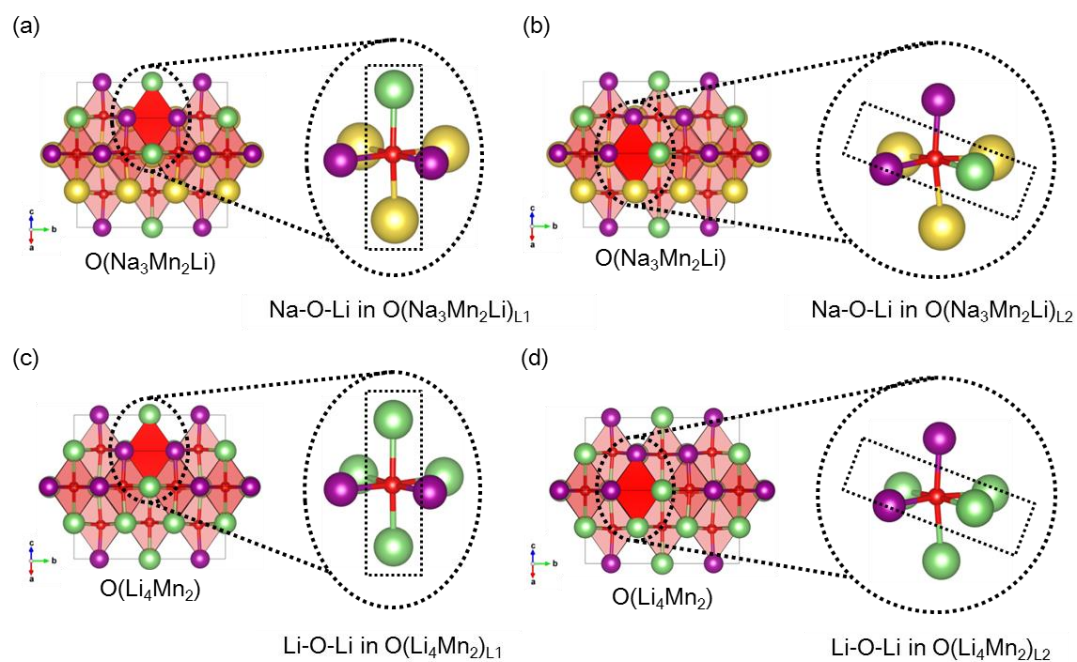 (a)
(b)
c
b
a
O(Na₃Mn₂Li)
Na-O-Li in O(Na₃Mn₂Li)L1
c
b
a
O(Na₃Mn₂Li)
Na-O-Li in O(Na₃Mn₂Li)L2
(c)
(d)
c
b
a
O(Li₄Mn₂)
Li-O-Li in O(Li₄Mn₂)L1
c
b
a
O(Li₄Mn₂)
Li-O-Li in O(Li₄Mn₂)L2